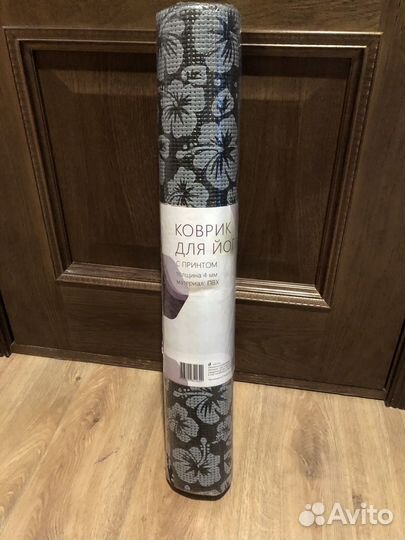 КОВРИК
ДЛЯ ЙОГ
С ПРИНТОМ
толщина 4 мм
материал: ПВХ
Avito